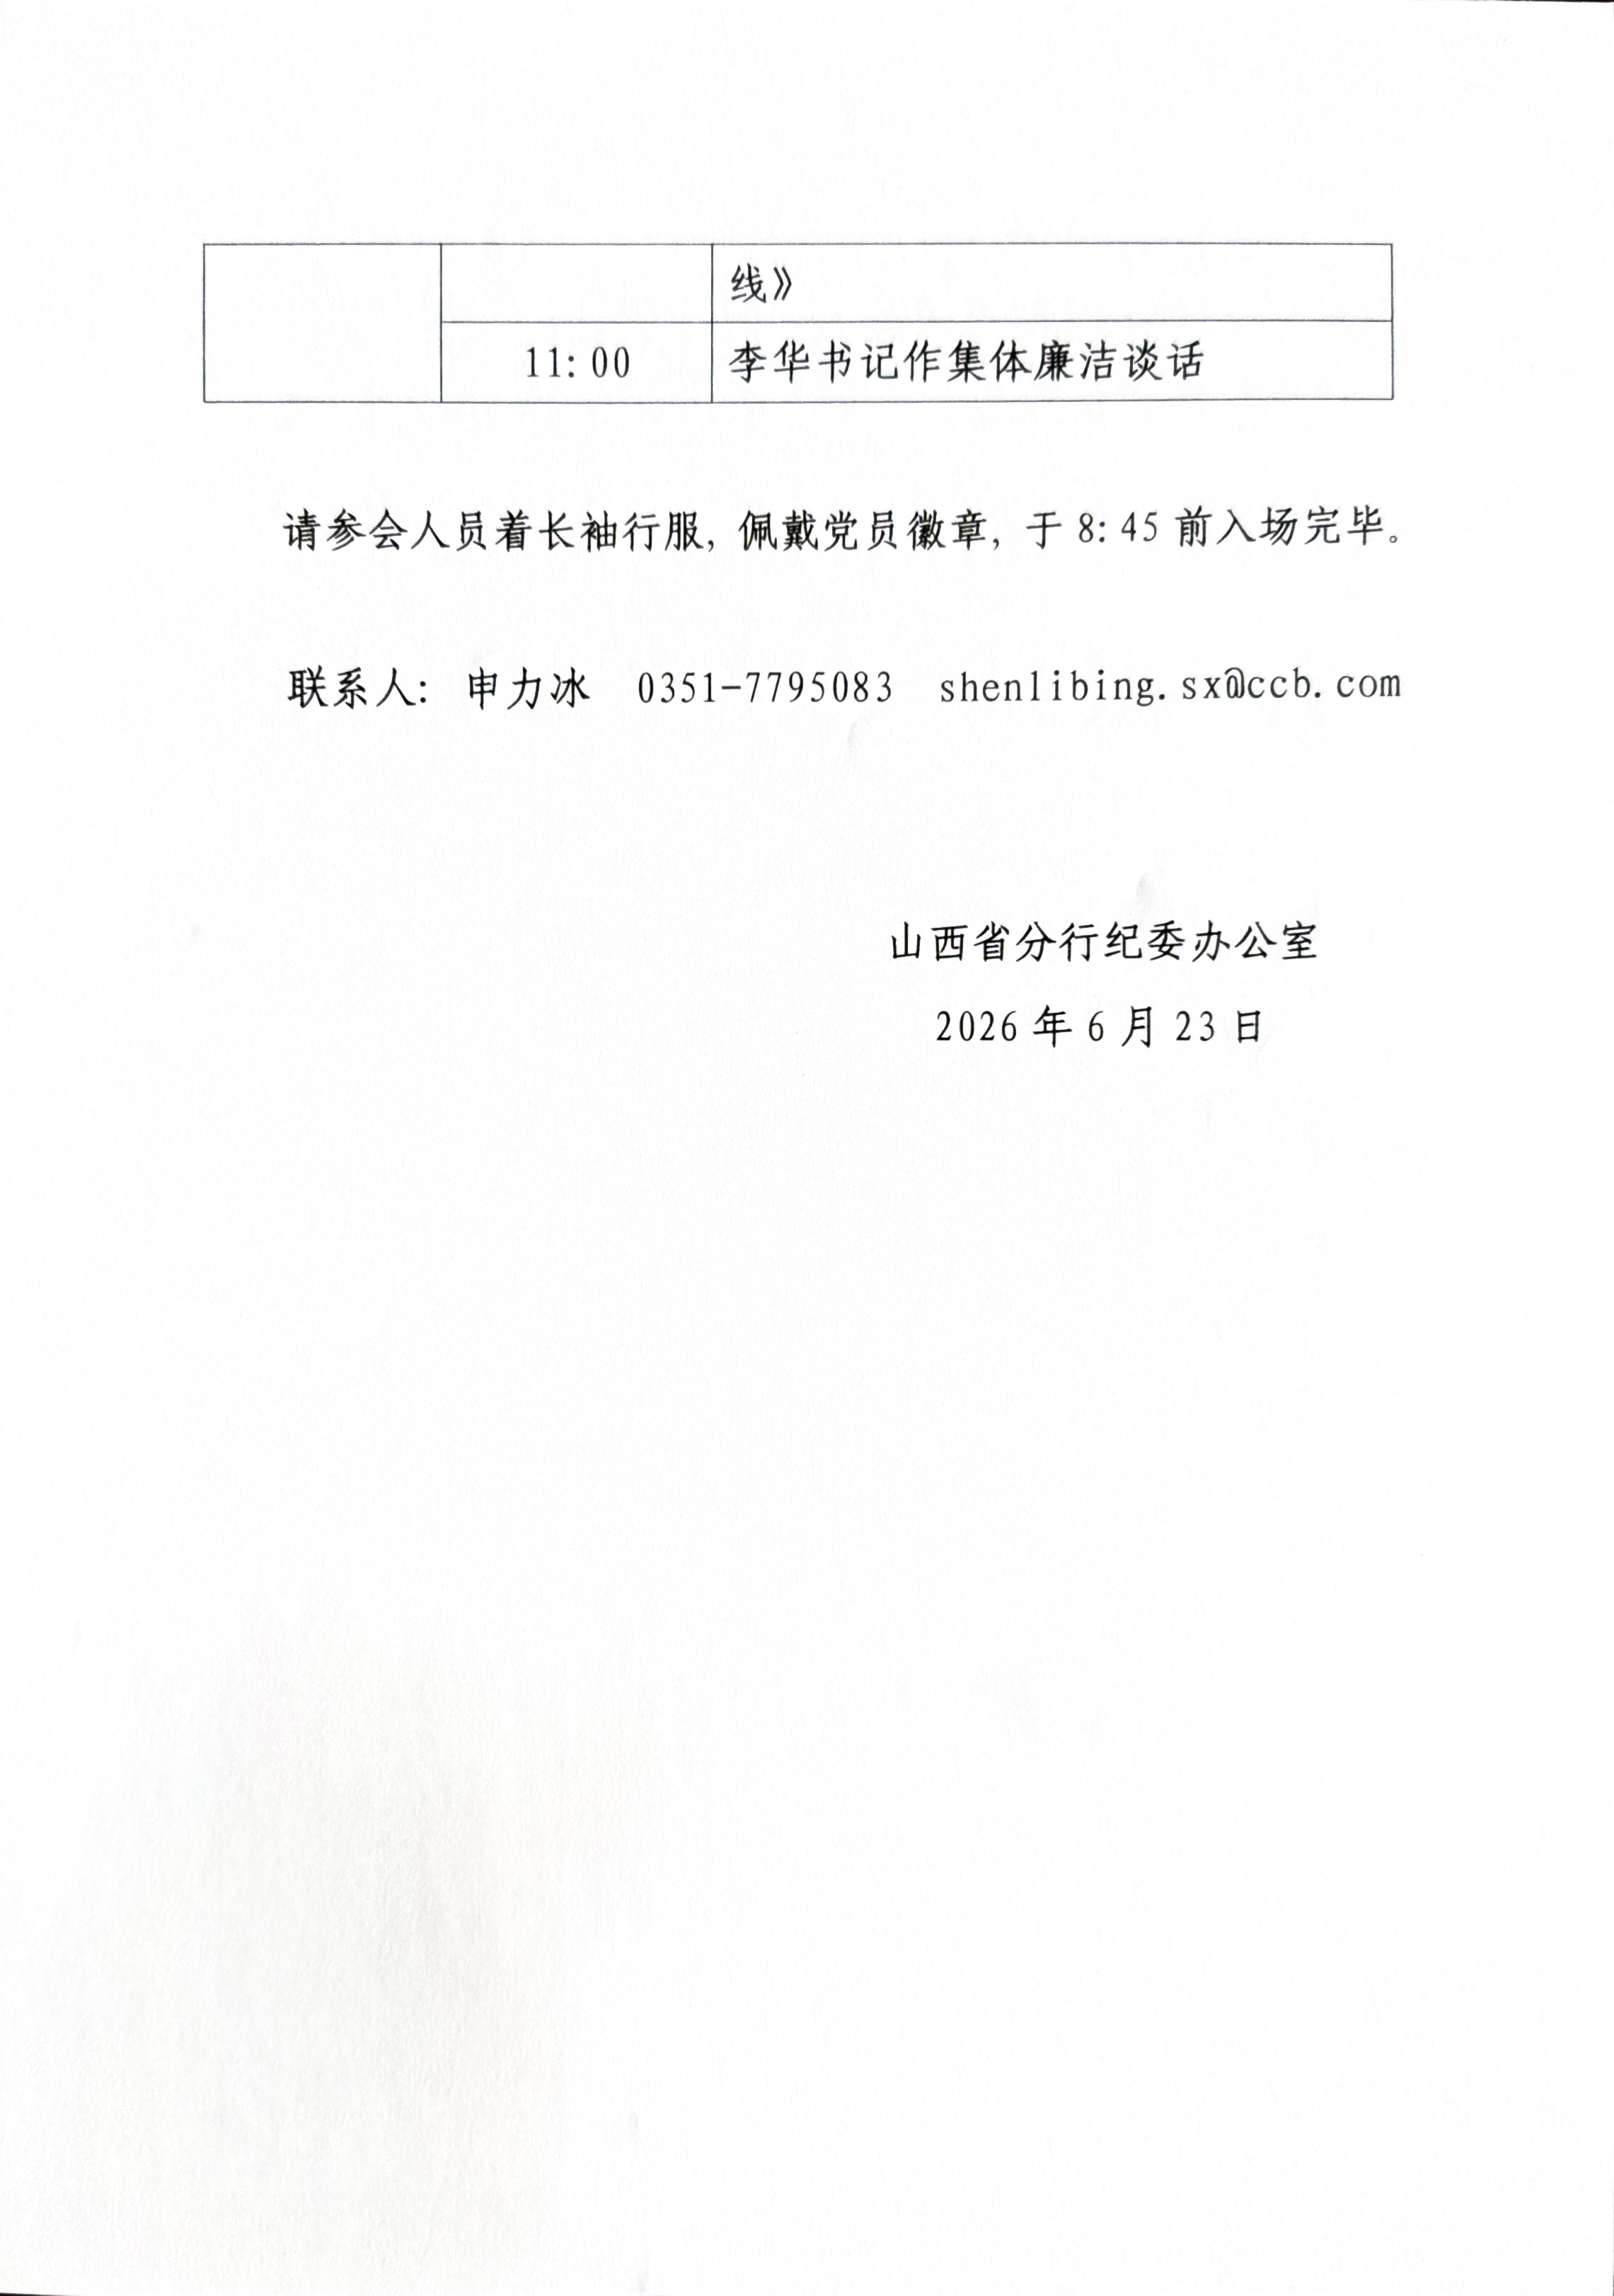 线》
11:00 李华书记作集体廉洁谈话
请参会人员着长袖行服,佩戴党员徽章,于8:45前入场完毕。
联系人: 申力冰 0351-7795083 shenlibing.sx@ccb.com
山西省分行纪委办公室
2026年6月23日